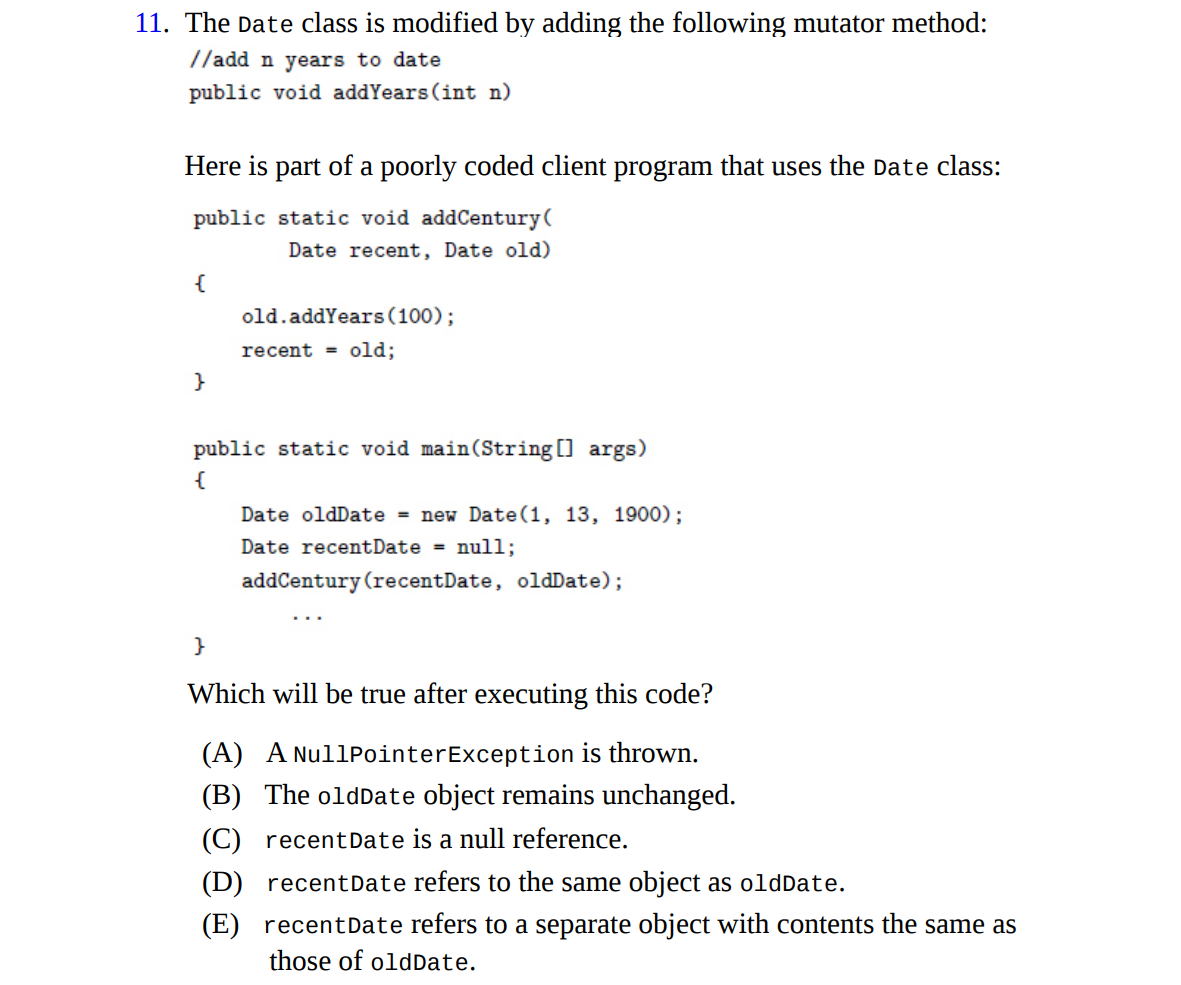 11. The Date class is modified by adding the following mutator method:
//add n years to date
public void addYears(int n)
Here is part of a poorly coded client program that uses the Date class:
public static void addCentury(
Date recent, Date old)
{
old.addYears(100);
recent = old;
}
public static void main(String[] args)
{
Date oldDate = new Date(1, 13, 1900);
Date recentDate = null;
addCentury(recentDate, oldDate);
...
}
Which will be true after executing this code?
(A) A NullPointerException is thrown.
(B) The oldDate object remains unchanged.
(C) recentDate is a null reference.
(D) recentDate refers to the same object as oldDate.
(E) recentDate refers to a separate object with contents the same as
those of oldDate.